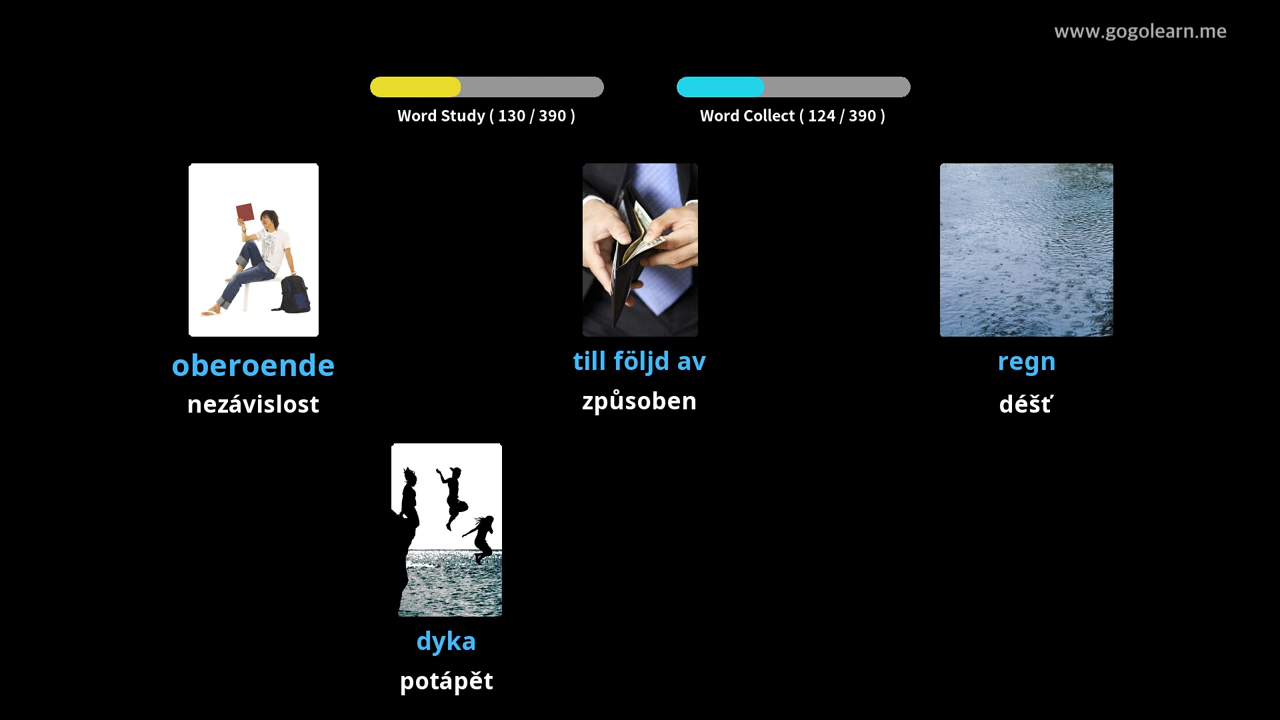 www.gogolearn.me
Word Study ( 130 / 390 )
Word Collect ( 124 / 390 )
oberoende
nezávislost
till följd av
způsoben
regn
déšť
dyka
potápět